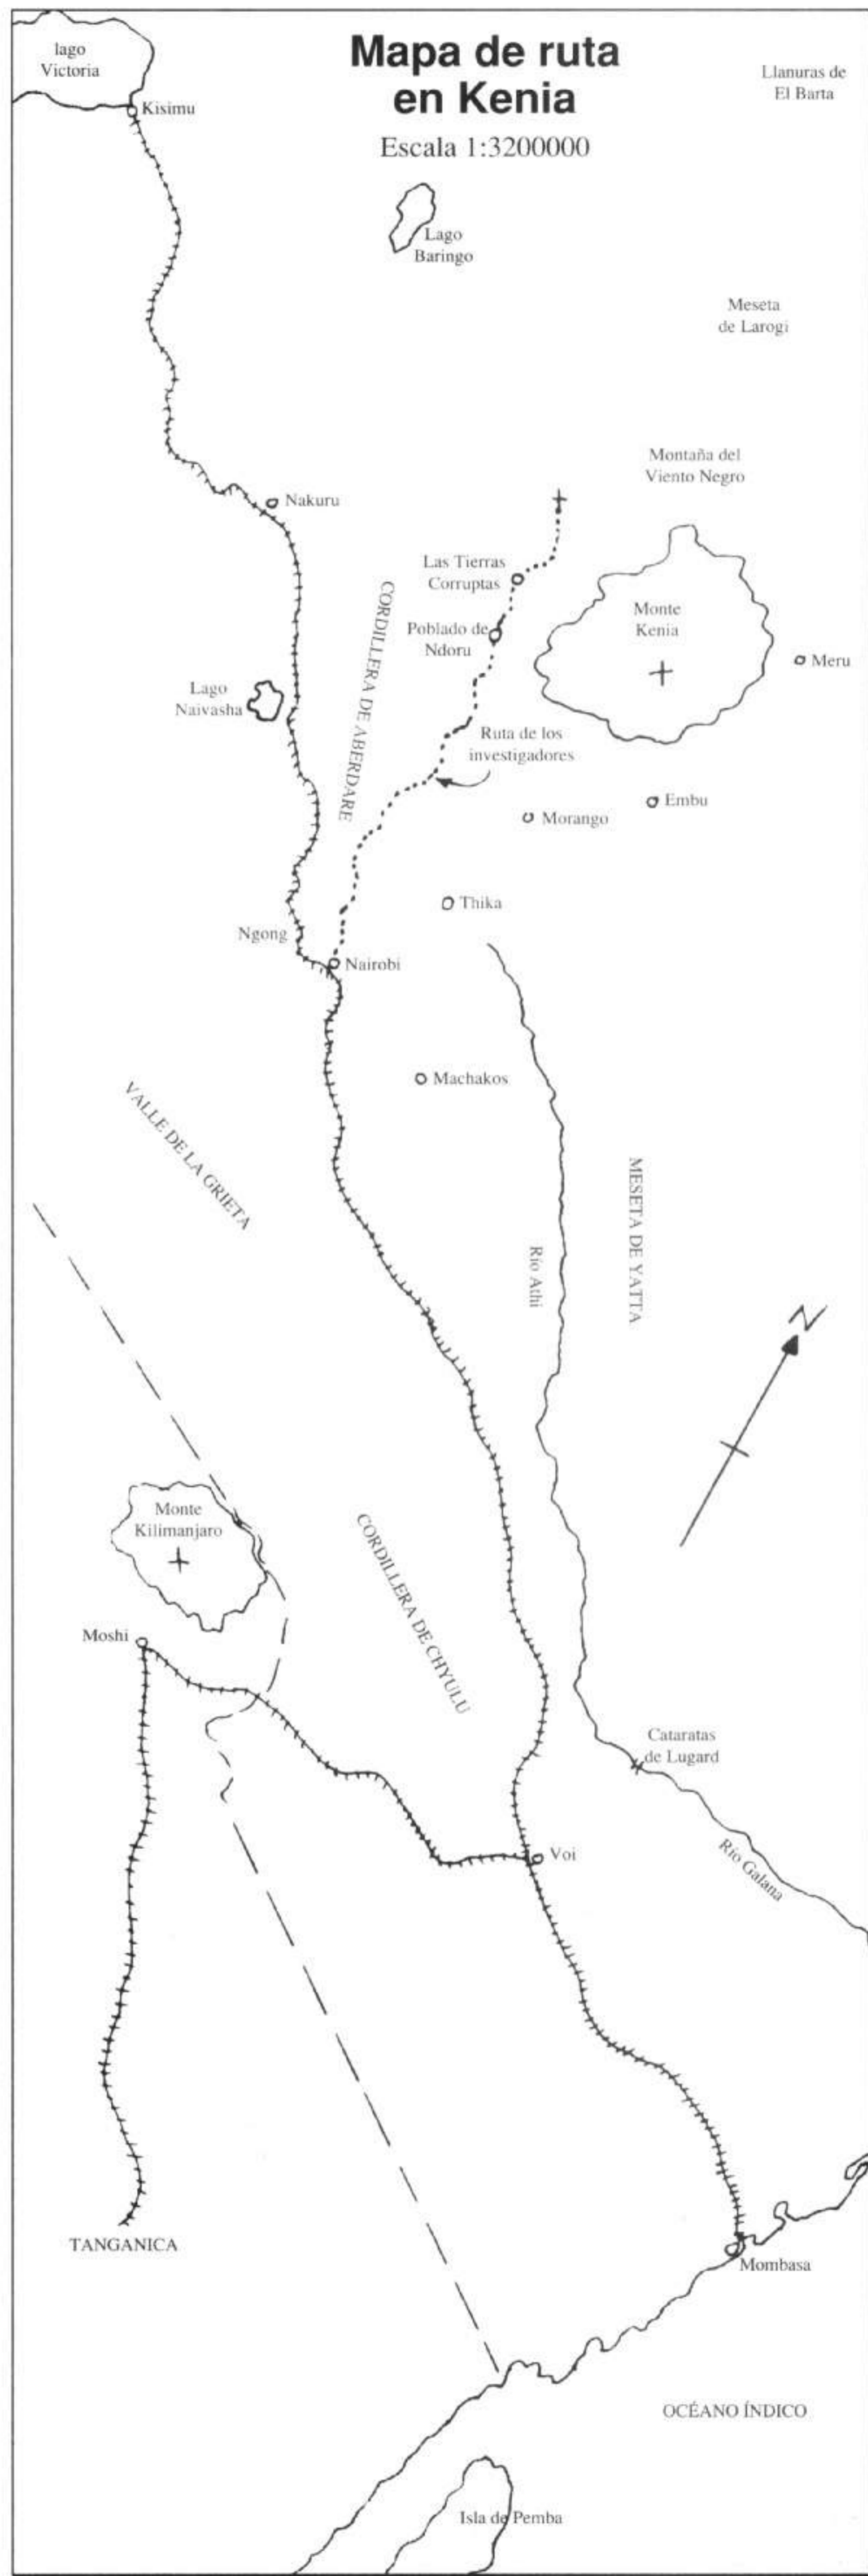 Mapa de ruta
en Kenia
Escala 1:3200000
lago
Victoria
Llanuras de
El Barta
Kisimu
Lago
Baringo
Meseta
de Larogi
Montaña del
Viento Negro
Nakuru
Las Tierras
Corruptas
CORDILLERA DE ABERDARE
Monte
Kenia
Poblado de
Ndoru
Meru
Lago
Naivasha
Ruta de los
investigadores
Embu
Morango
Thika
Ngong
Nairobi
Machakos
VALLE DE LA GRIETA
MESETA DE YATTA
Río Athi
N
Monte
Kilimanjaro
CORDILLERA DE CHYULU
Moshi
Cataratas
de Lugard
Voi
Río Galana
TANGANICA
Mombasa
OCÉANO ÍNDICO
Isla de Pemba